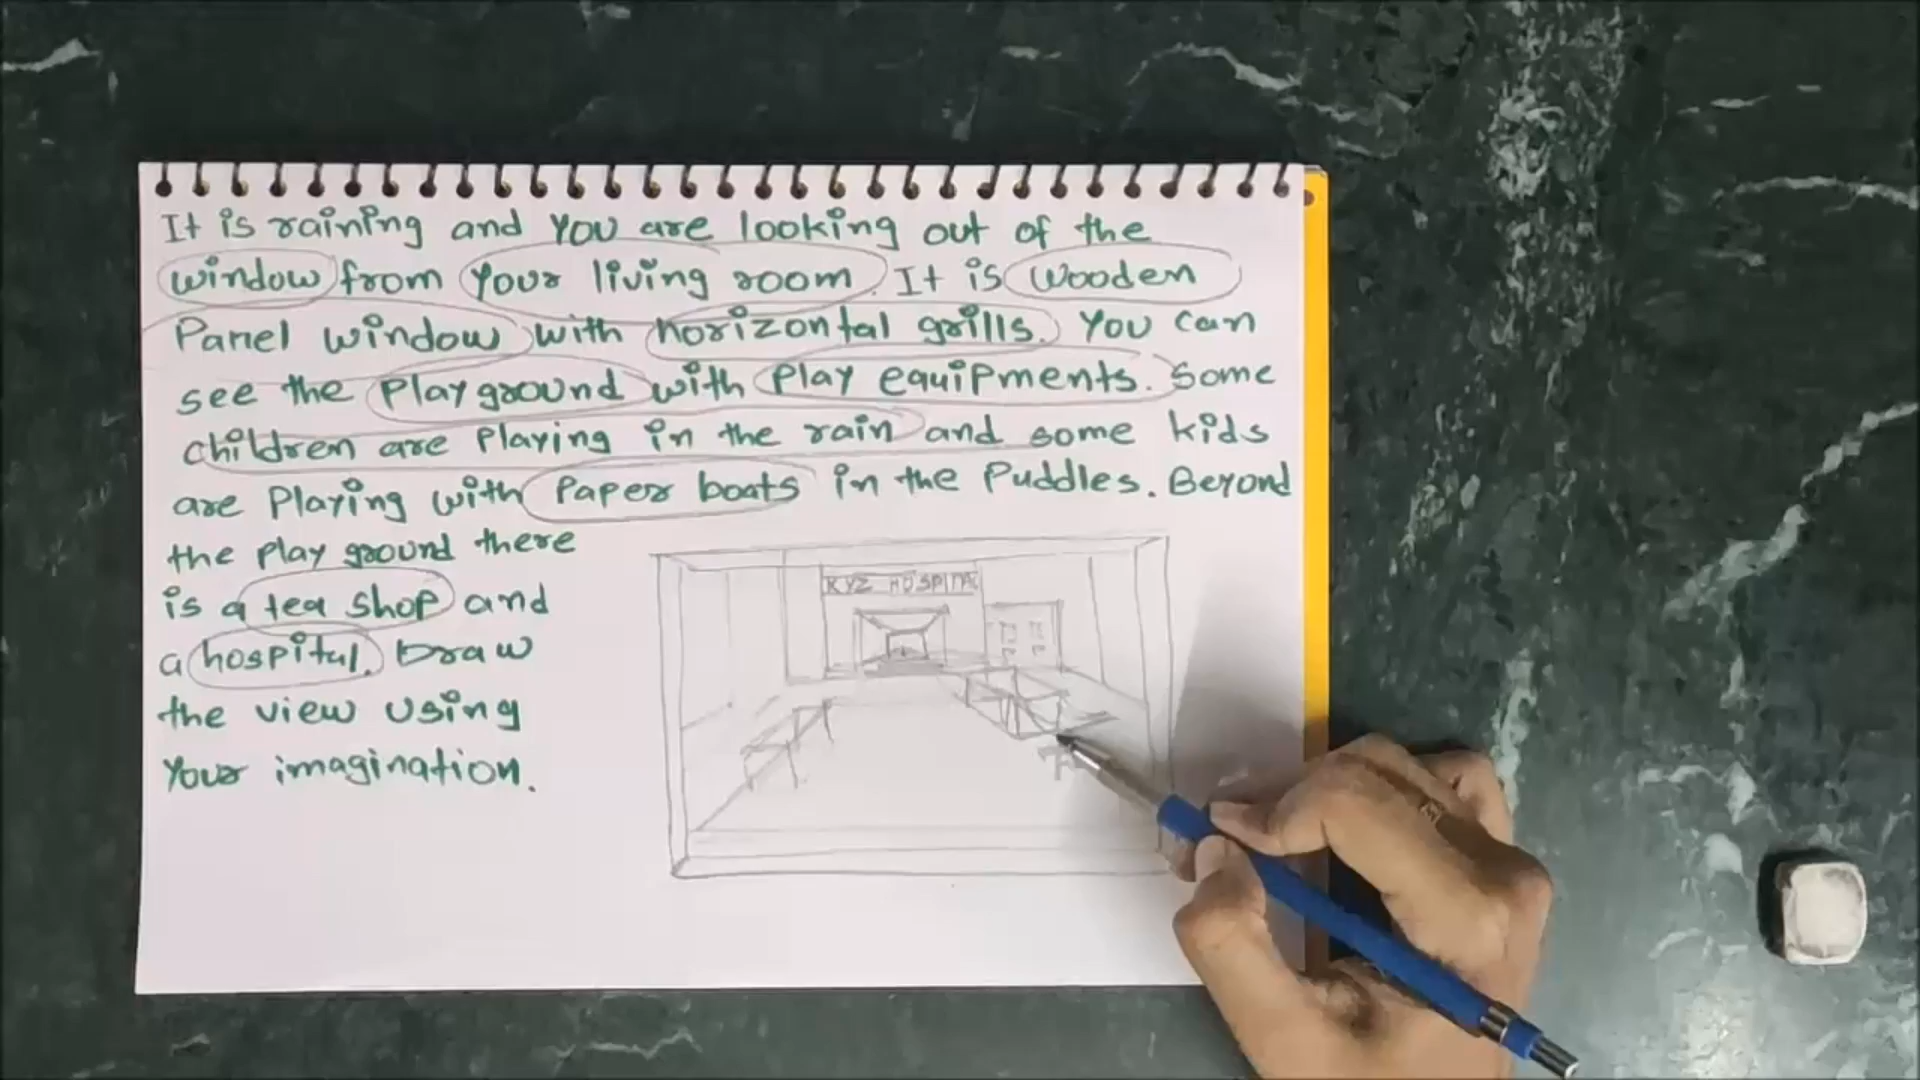 It is raining and you are looking out of the
window from your living room. It is wooden
Panel window with horizontal grills. You can
see the playground with play equipments. Some
children are playing in the rain and some kids
are playing with paper boats in the puddles. Beyond
the play ground there
is a tea shop and
a hospital. Draw
the view using
your imagination.
XYZ HOSPITAL